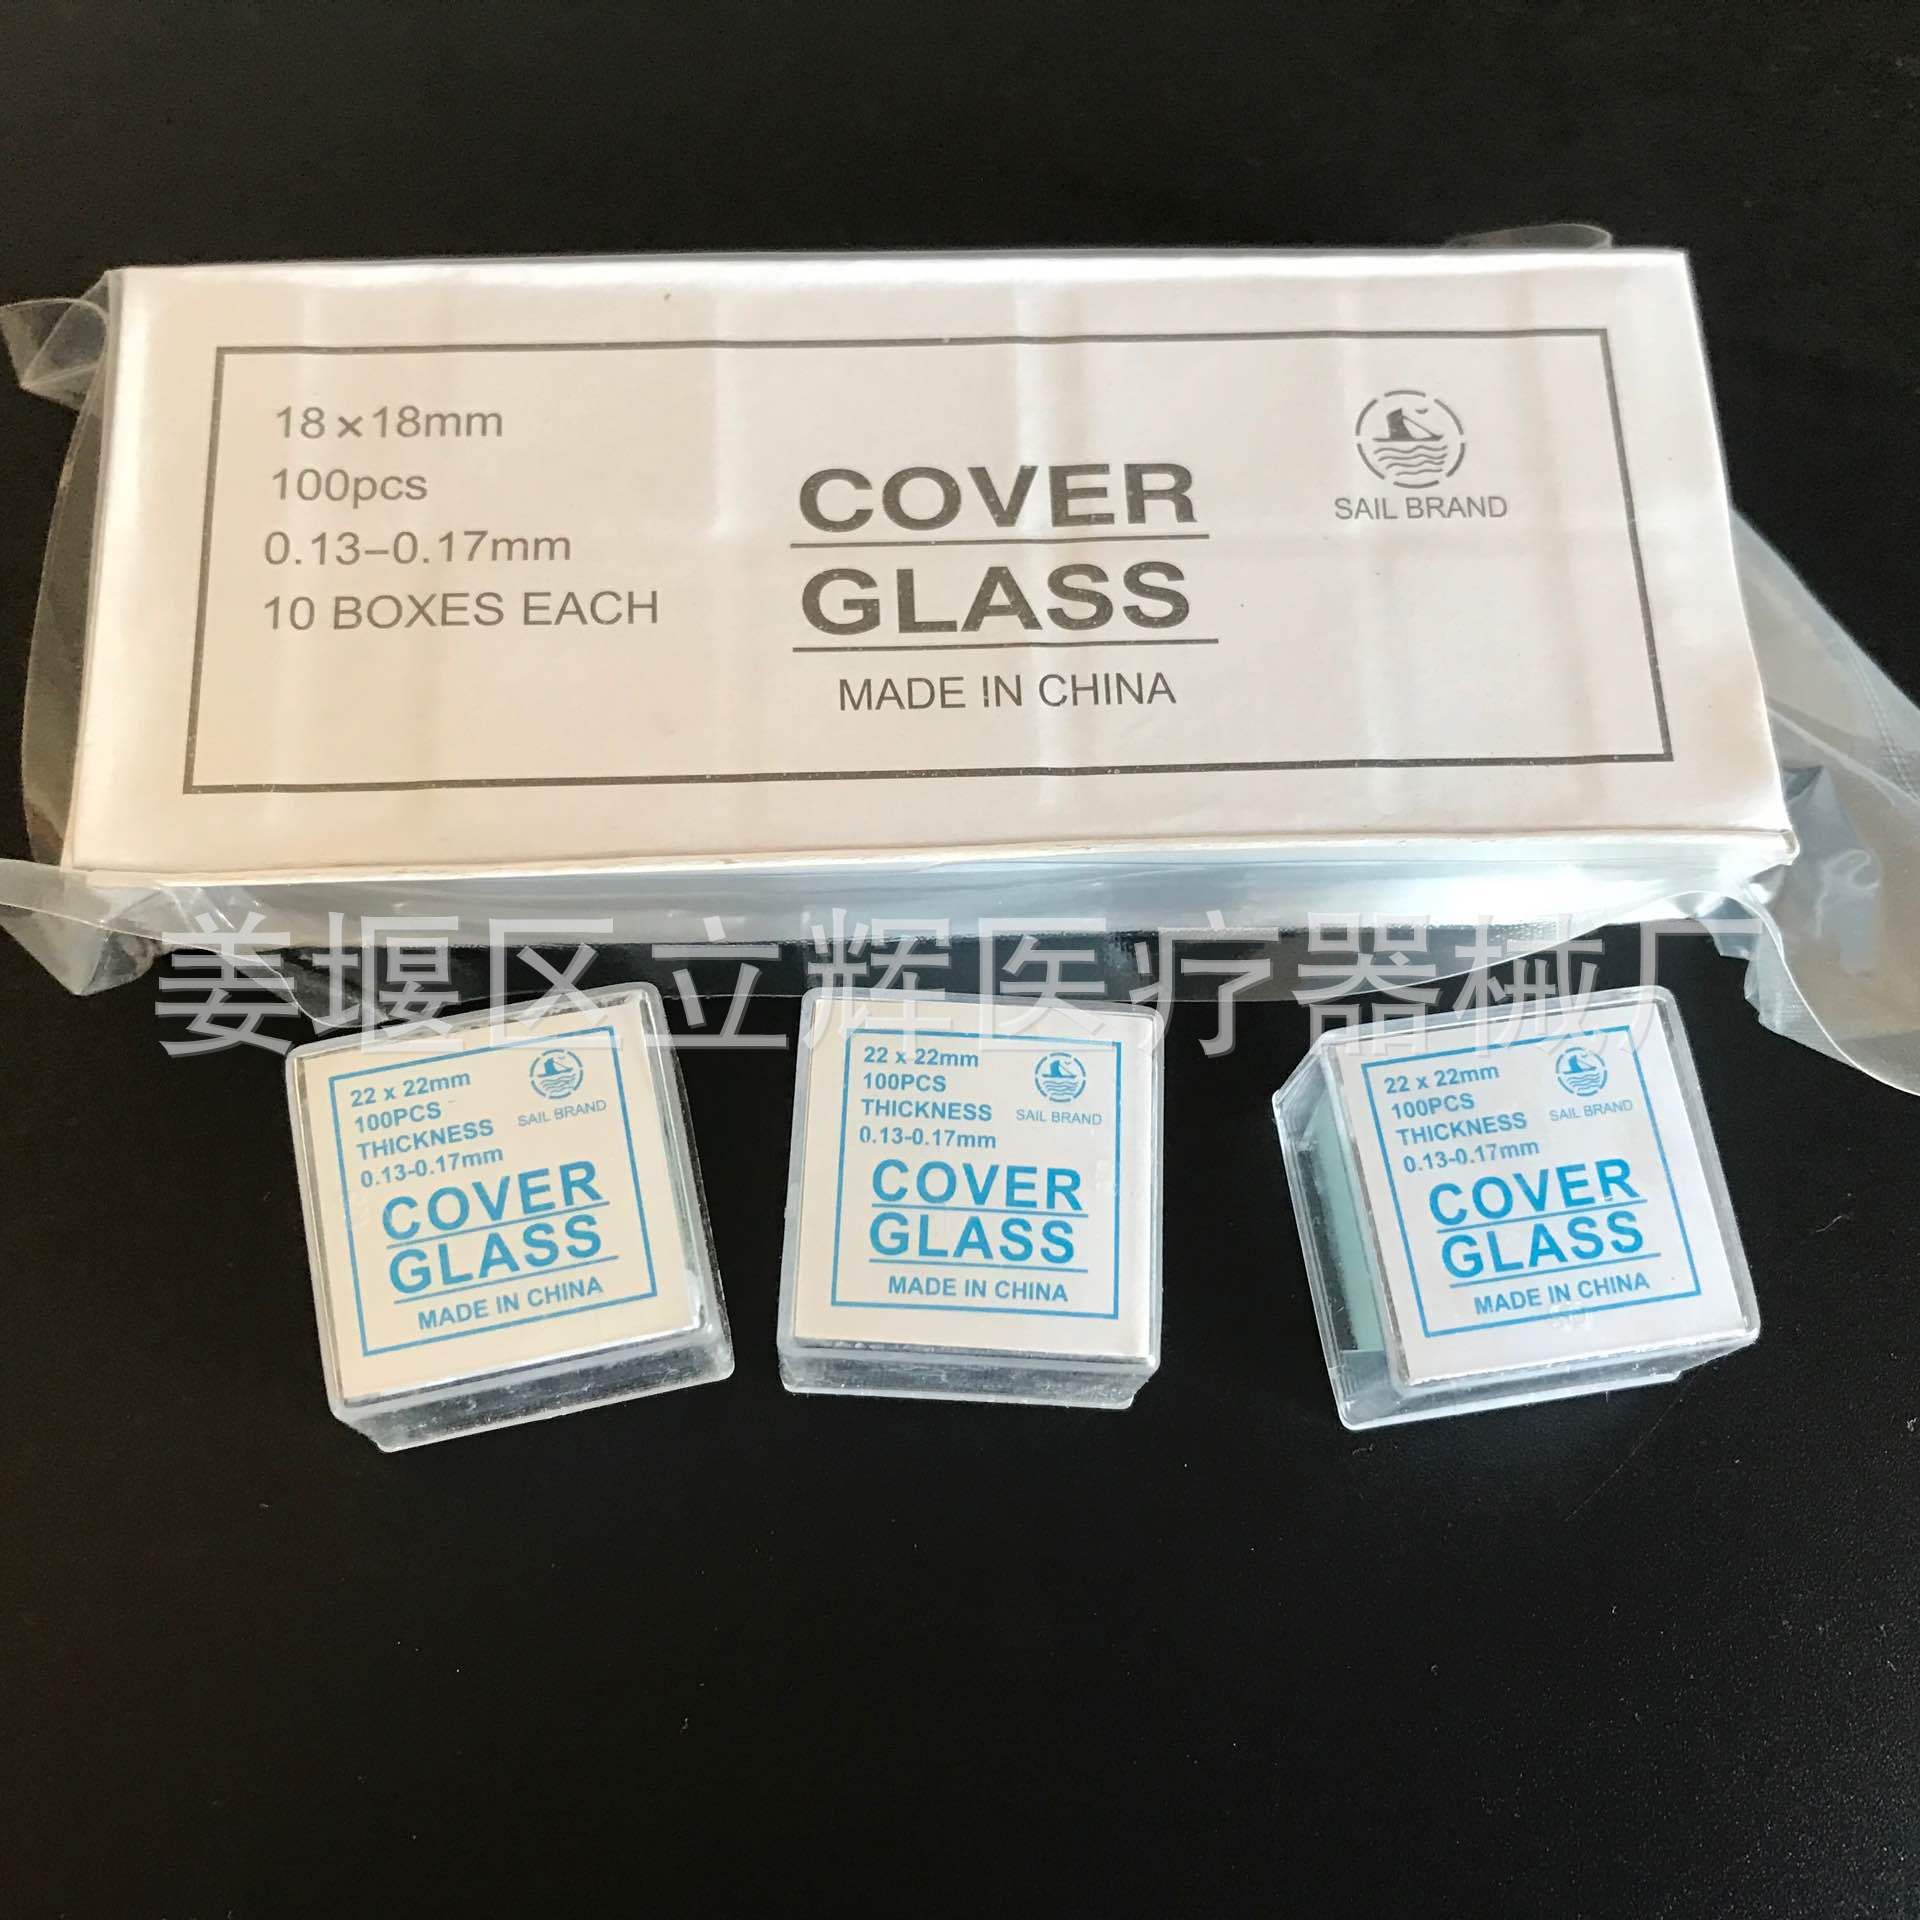 18×18mm
100pcs
0.13-0.17mm
10 BOXES EACH
COVER
GLASS
MADE IN CHINA
SAIL BRAND
姜堰区立辉医疗器械厂
22 x 22mm
100PCS
THICKNESS
0.13-0.17mm
SAIL BRAND
COVER
GLASS
MADE IN CHINA
22 x 22mm
100PCS
THICKNESS
0.13-0.17mm
SAIL BRAND
COVER
GLASS
MADE IN CHINA
22 x 22mm
100PCS
THICKNESS
0.13-0.17mm
SAIL BRAND
COVER
GLASS
MADE IN CHINA